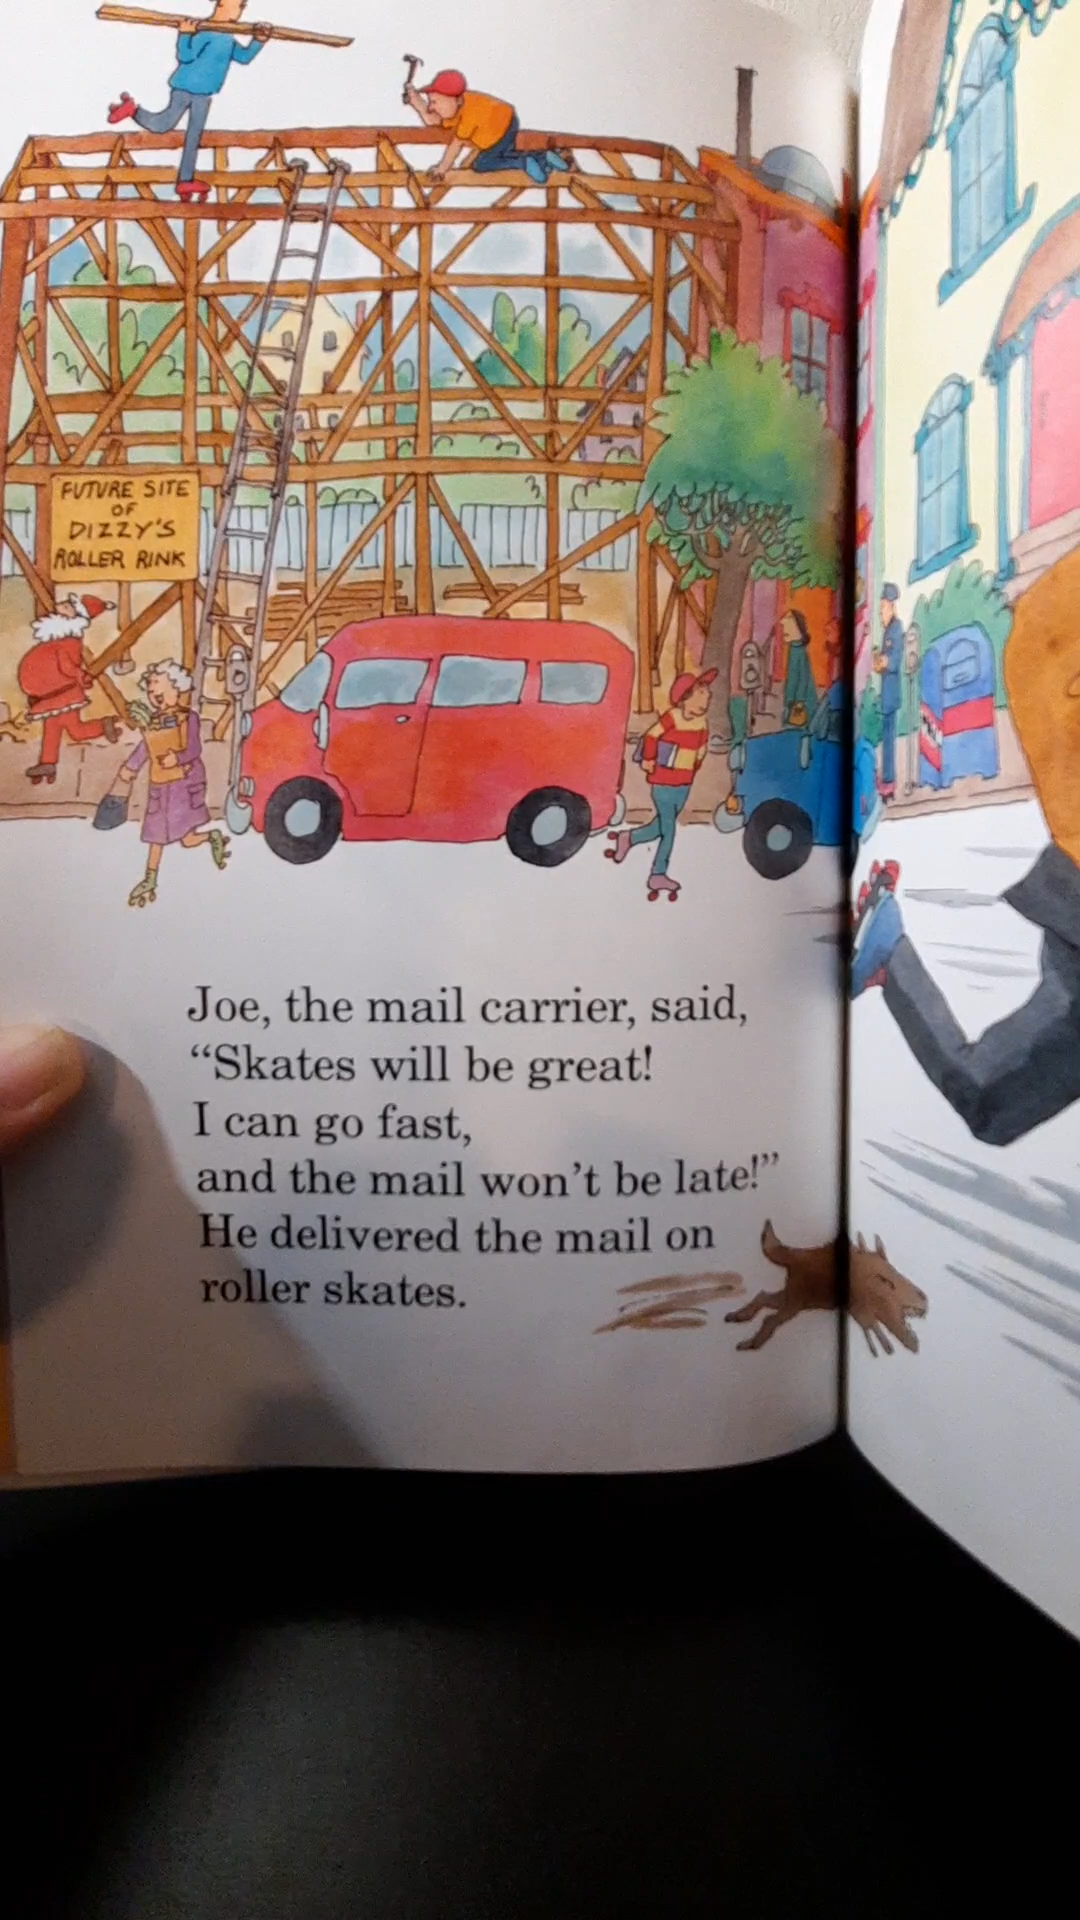 FUTURE SITE
OF
DIZZY'S
ROLLER RINK
Joe, the mail carrier, said,
“Skates will be great!
I can go fast,
and the mail won’t be late!”
He delivered the mail on
roller skates.